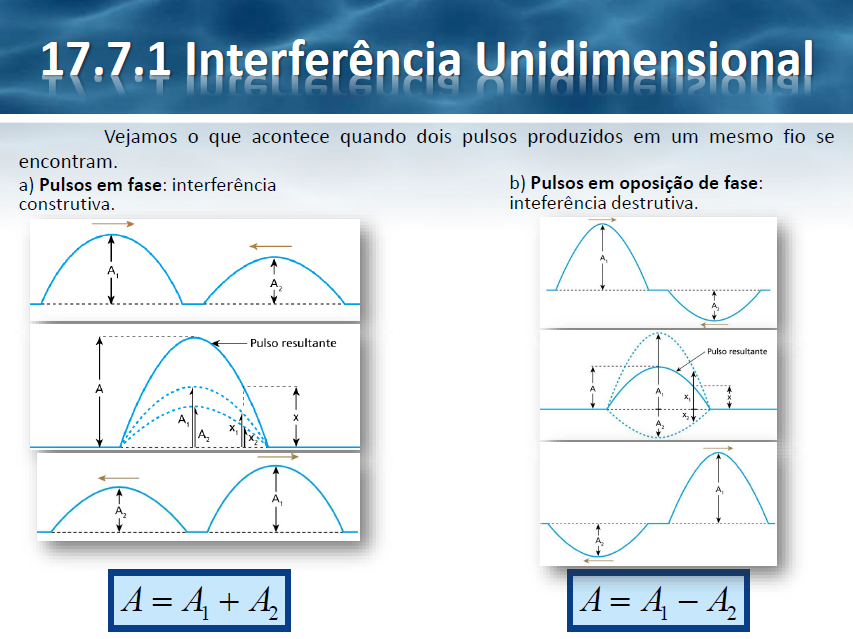 17.7.1 Interferência Unidimensional
Vejamos o que acontece quando dois pulsos produzidos em um mesmo fio se
encontram.
a) Pulsos em fase: interferência
construtiva.
A₁
A₂
Pulso resultante
A
A₁
A₂
x₁
x₂
x
A₂
A₁
A = A₁ + A₂
b) Pulsos em oposição de fase:
inteferência destrutiva.
A₁
A₂
Pulso resultante
A
A₁
x₁
x
x₂
A₂
A₁
A₂
A = A₁ − A₂